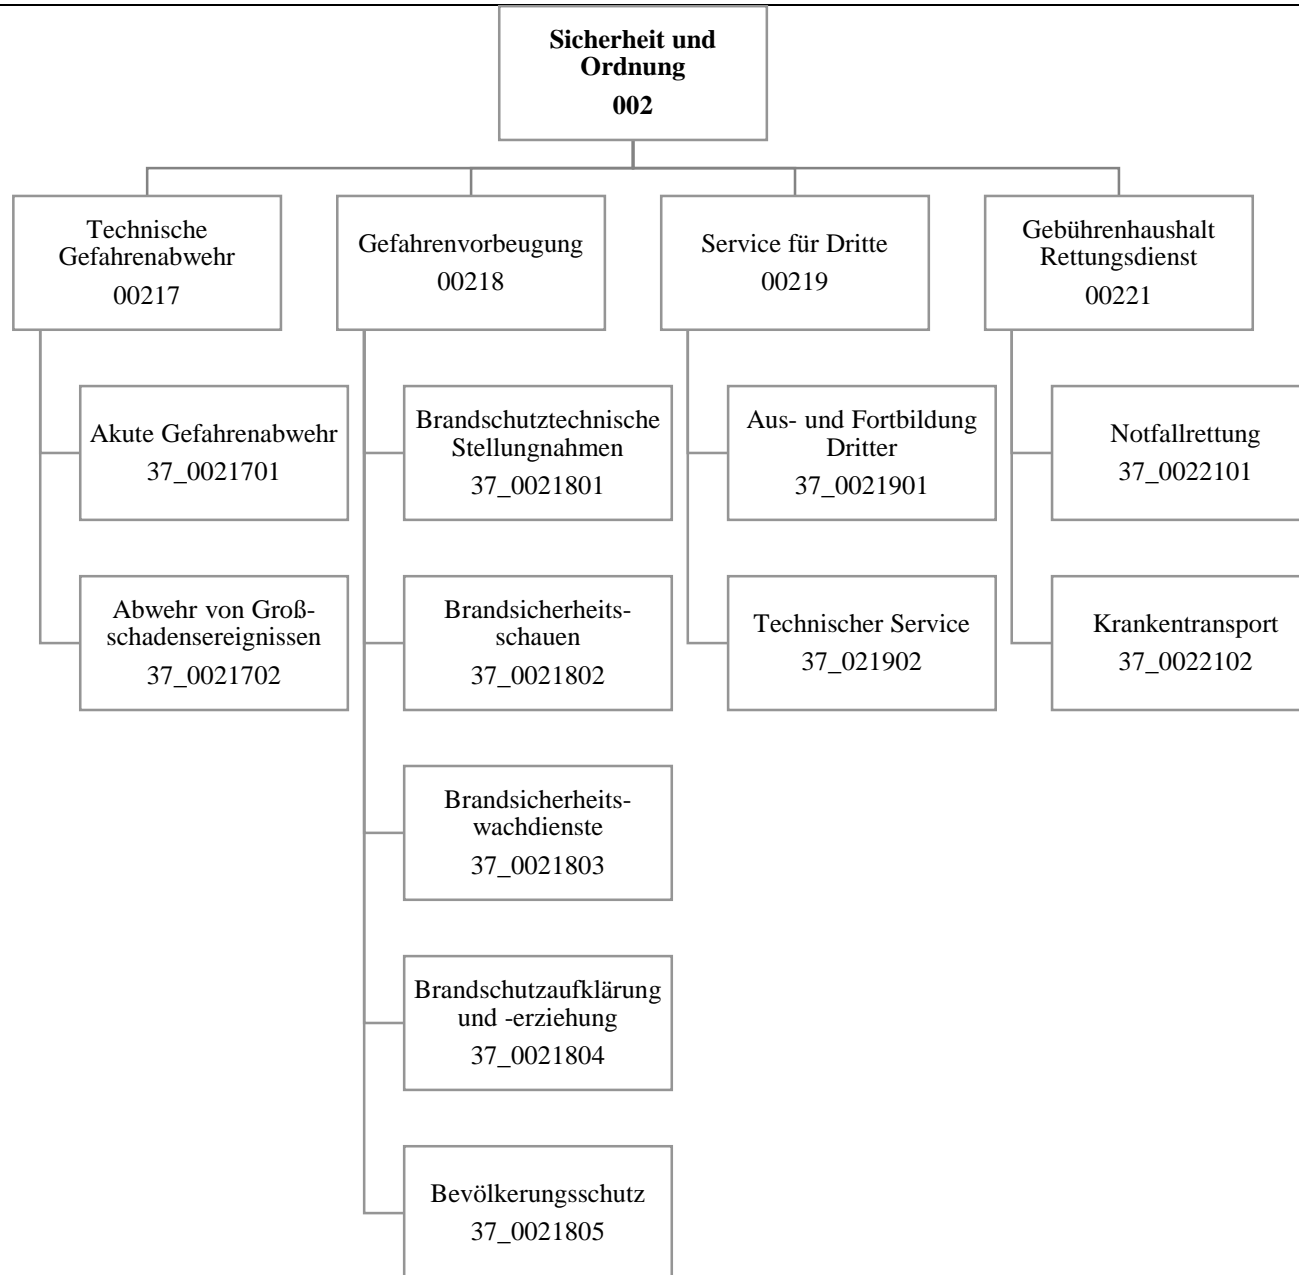 Sicherheit und
Ordnung
002
Technische
Gefahrenabwehr
00217
Gefahrenvorbeugung
00218
Service für Dritte
00219
Gebührenhaushalt
Rettungsdienst
00221
Akute Gefahrenabwehr
37_0021701
Abwehr von Groß-
schadensereignissen
37_0021702
Brandschutztechnische
Stellungnahmen
37_0021801
Brandsicherheits-
schauen
37_0021802
Brandsicherheits-
wachdienste
37_0021803
Brandschutzaufklärung
und -erziehung
37_0021804
Bevölkerungsschutz
37_0021805
Aus- und Fortbildung
Dritter
37_0021901
Technischer Service
37_021902
Notfallrettung
37_0022101
Krankentransport
37_0022102